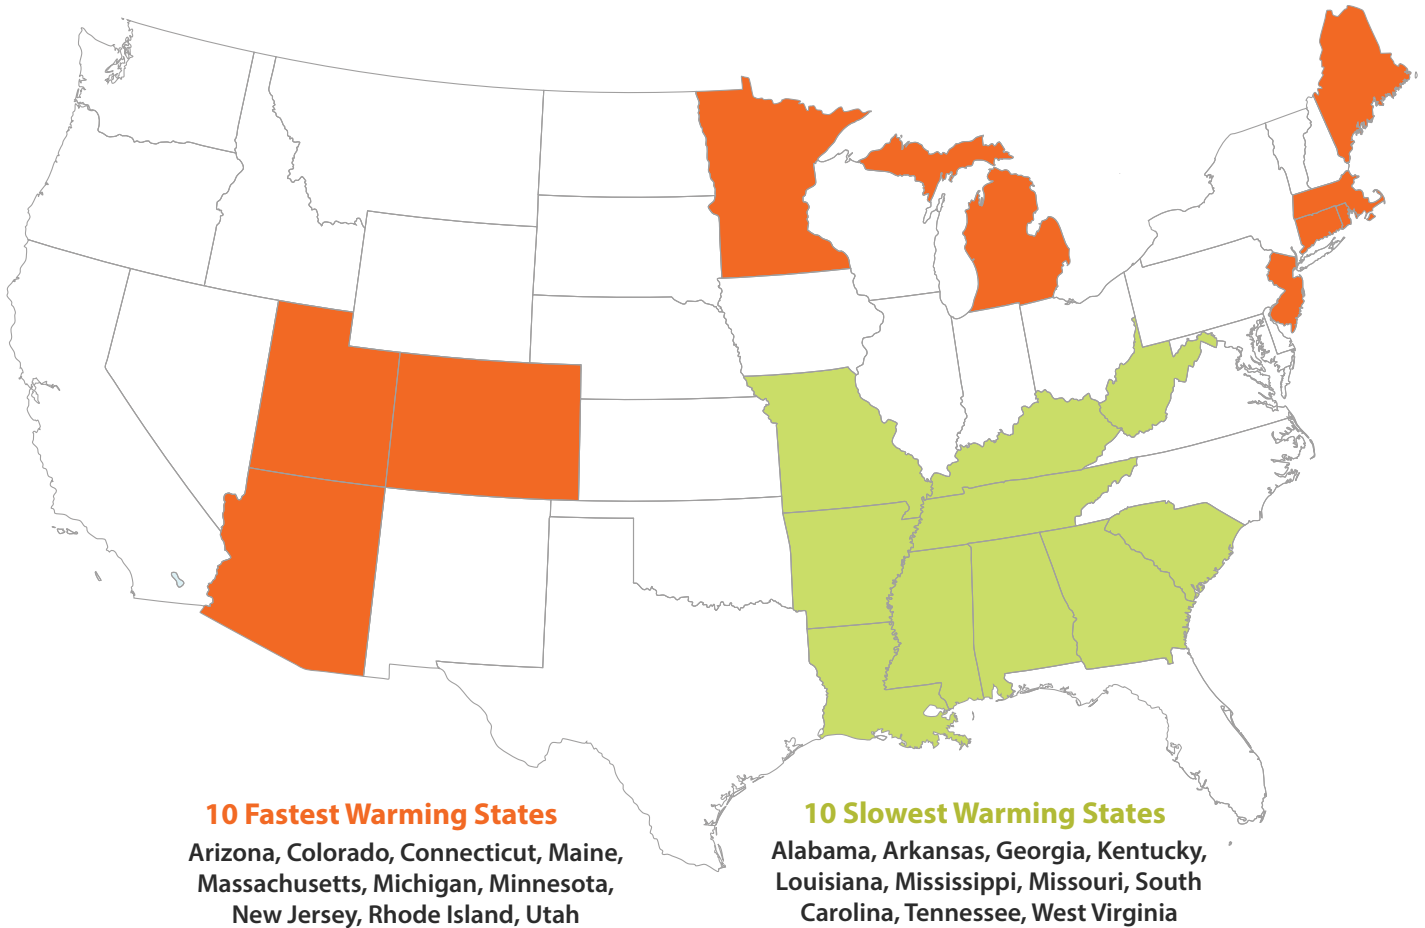 10 Fastest Warming States
Arizona, Colorado, Connecticut, Maine,
Massachusetts, Michigan, Minnesota,
New Jersey, Rhode Island, Utah
10 Slowest Warming States
Alabama, Arkansas, Georgia, Kentucky,
Louisiana, Mississippi, Missouri, South
Carolina, Tennessee, West Virginia